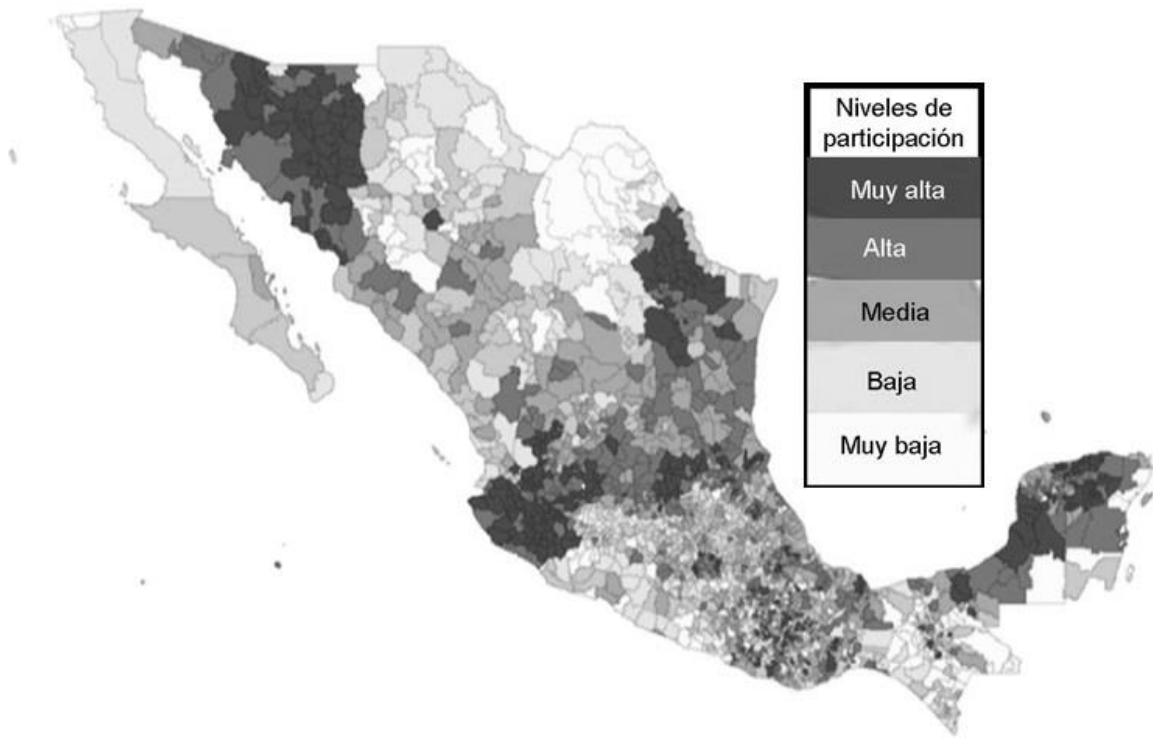 Niveles de
participación
Muy alta
Alta
Media
Baja
Muy baja